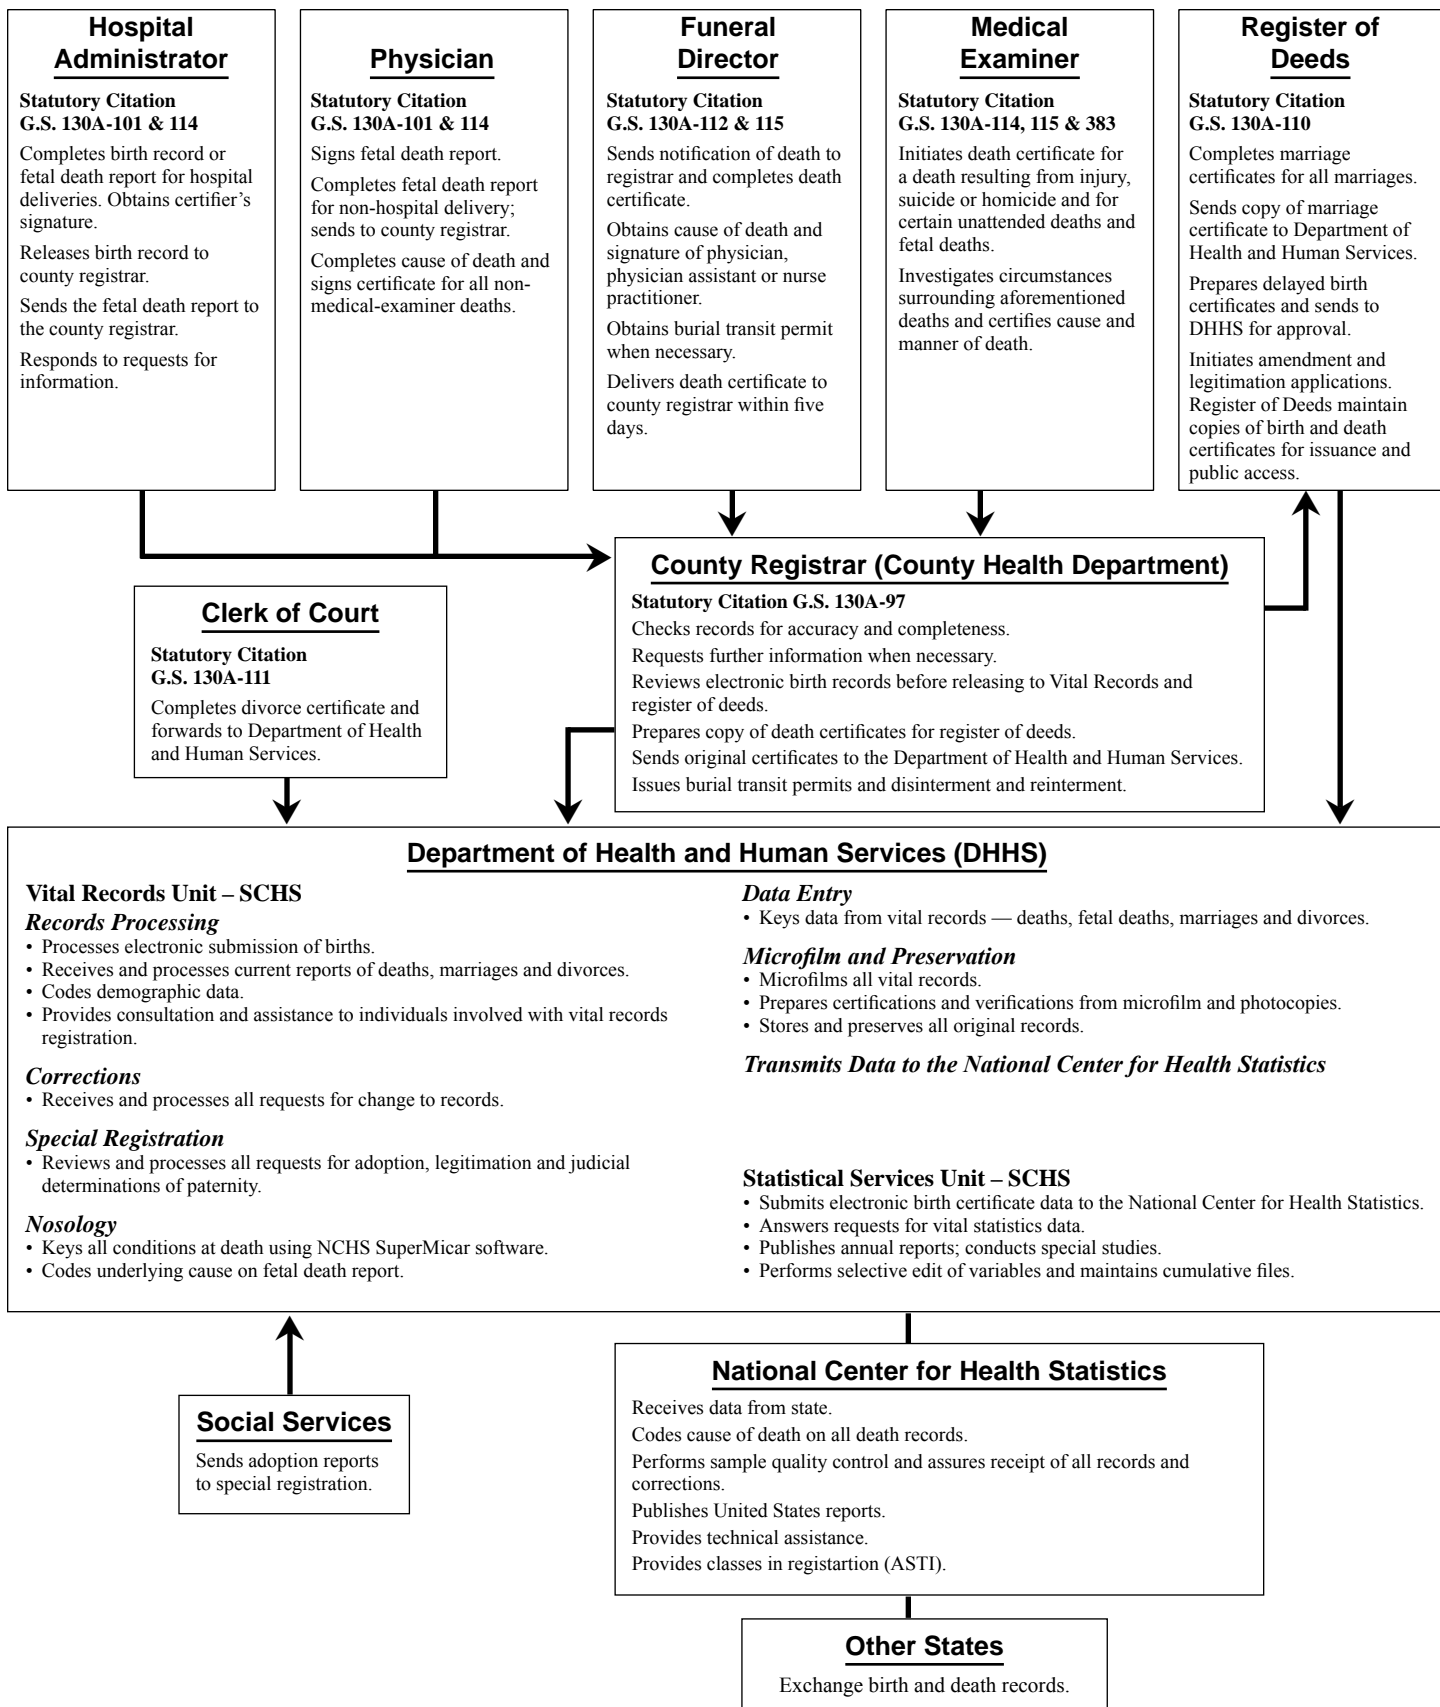 Hospital
Administrator
Statutory Citation
G.S. 130A-101 & 114
Completes birth record or
fetal death report for hospital
deliveries. Obtains certifier’s
signature.
Releases birth record to
county registrar.
Sends the fetal death report to
the county registrar.
Responds to requests for
information.
Physician
Statutory Citation
G.S. 130A-101 & 114
Signs fetal death report.
Completes fetal death report
for non-hospital delivery;
sends to county registrar.
Completes cause of death and
signs certificate for all non-
medical-examiner deaths.
Funeral
Director
Statutory Citation
G.S. 130A-112 & 115
Sends notification of death to
registrar and completes death
certificate.
Obtains cause of death and
signature of physician,
physician assistant or nurse
practitioner.
Obtains burial transit permit
when necessary.
Delivers death certificate to
county registrar within five
days.
Medical
Examiner
Statutory Citation
G.S. 130A-114, 115 & 383
Initiates death certificate for
a death resulting from injury,
suicide or homicide and for
certain unattended deaths and
fetal deaths.
Investigates circumstances
surrounding aforementioned
deaths and certifies cause and
manner of death.
Register of
Deeds
Statutory Citation
G.S. 130A-110
Completes marriage
certificates for all marriages.
Sends copy of marriage
certificate to Department of
Health and Human Services.
Prepares delayed birth
certificates and sends to
DHHS for approval.
Initiates amendment and
legitimation applications.
Register of Deeds maintain
copies of birth and death
certificates for issuance and
public access.
County Registrar (County Health Department)
Statutory Citation G.S. 130A-97
Checks records for accuracy and completeness.
Requests further information when necessary.
Reviews electronic birth records before releasing to Vital Records and
register of deeds.
Prepares copy of death certificates for register of deeds.
Sends original certificates to the Department of Health and Human Services.
Issues burial transit permits and disinterment and reinterment.
Clerk of Court
Statutory Citation
G.S. 130A-111
Completes divorce certificate and
forwards to Department of Health
and Human Services.
Department of Health and Human Services (DHHS)
Vital Records Unit – SCHS
Records Processing
• Processes electronic submission of births.
• Receives and processes current reports of deaths, marriages and divorces.
• Codes demographic data.
• Provides consultation and assistance to individuals involved with vital records
registration.
Corrections
• Receives and processes all requests for change to records.
Special Registration
• Reviews and processes all requests for adoption, legitimation and judicial
determinations of paternity.
Nosology
• Keys all conditions at death using NCHS SuperMicar software.
• Codes underlying cause on fetal death report.
Data Entry
• Keys data from vital records — deaths, fetal deaths, marriages and divorces.
Microfilm and Preservation
• Microfilms all vital records.
• Prepares certifications and verifications from microfilm and photocopies.
• Stores and preserves all original records.
Transmits Data to the National Center for Health Statistics
Statistical Services Unit – SCHS
• Submits electronic birth certificate data to the National Center for Health Statistics.
• Answers requests for vital statistics data.
• Publishes annual reports; conducts special studies.
• Performs selective edit of variables and maintains cumulative files.
Social Services
Sends adoption reports
to special registration.
National Center for Health Statistics
Receives data from state.
Codes cause of death on all death records.
Performs sample quality control and assures receipt of all records and
corrections.
Publishes United States reports.
Provides technical assistance.
Provides classes in registartion (ASTI).
Other States
Exchange birth and death records.